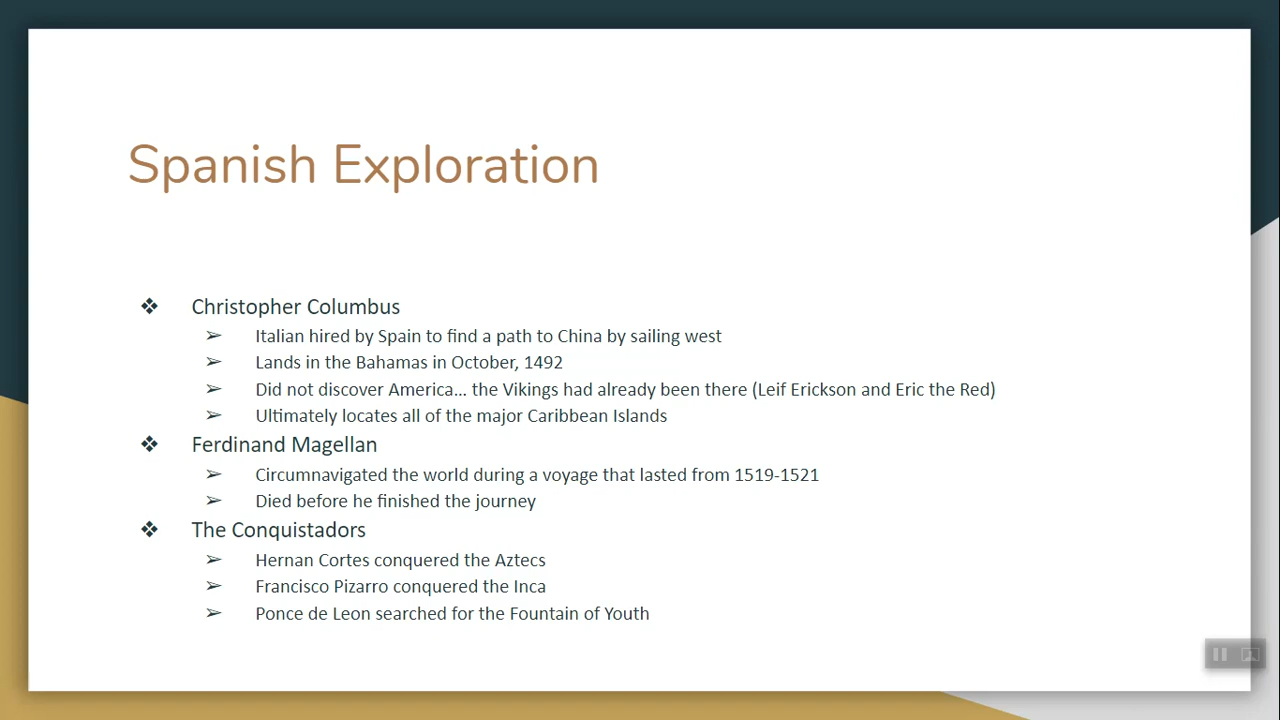 Spanish Exploration
❖ Christopher Columbus
➢ Italian hired by Spain to find a path to China by sailing west
➢ Lands in the Bahamas in October, 1492
➢ Did not discover America... the Vikings had already been there (Leif Erickson and Eric the Red)
➢ Ultimately locates all of the major Caribbean Islands
❖ Ferdinand Magellan
➢ Circumnavigated the world during a voyage that lasted from 1519-1521
➢ Died before he finished the journey
❖ The Conquistadors
➢ Hernan Cortes conquered the Aztecs
➢ Francisco Pizarro conquered the Inca
➢ Ponce de Leon searched for the Fountain of Youth